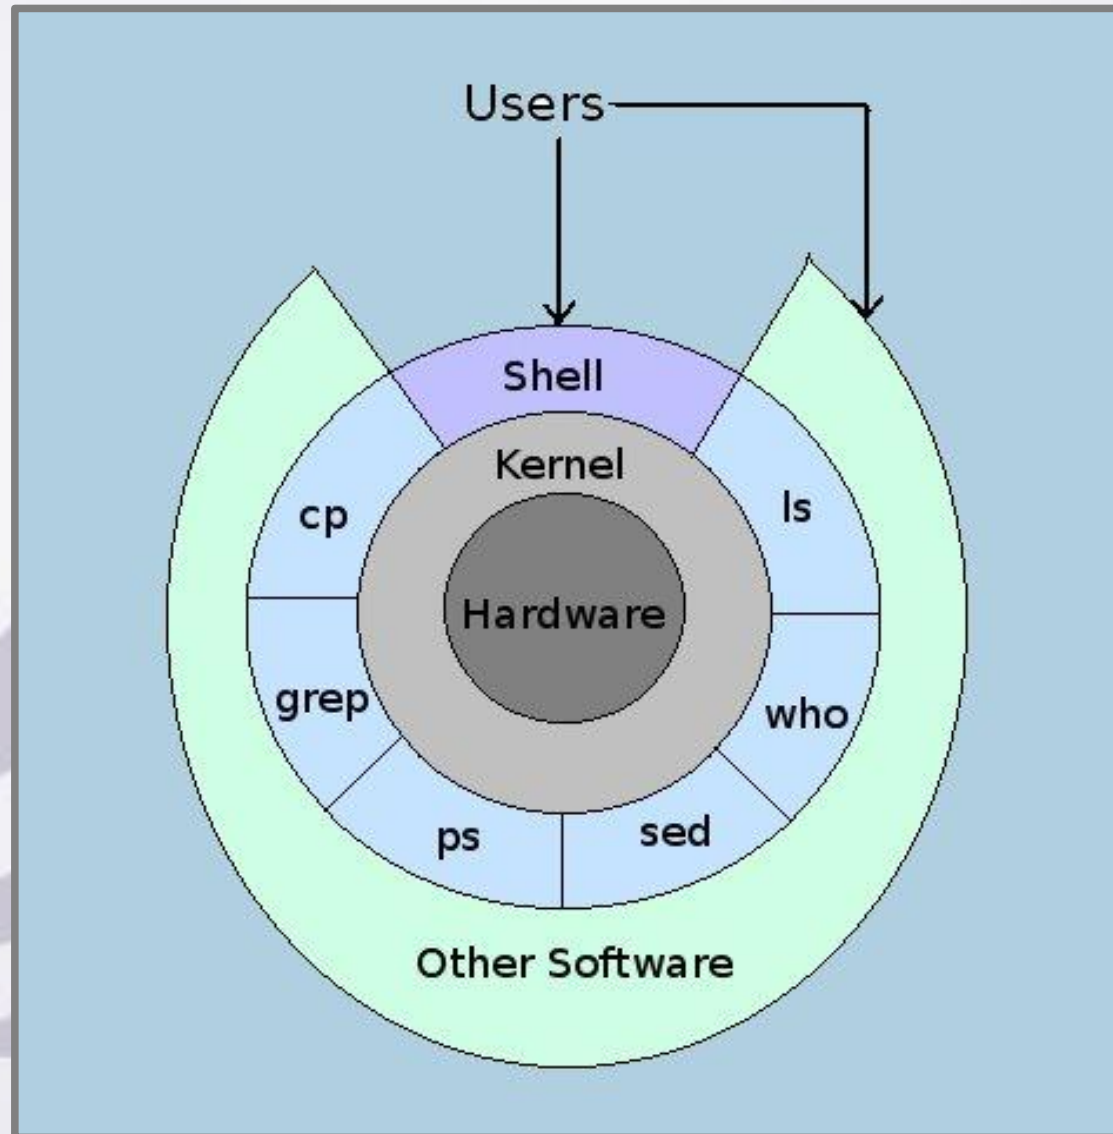 Users
Shell
Kernel
cp
ls
Hardware
grep
who
ps
sed
Other Software